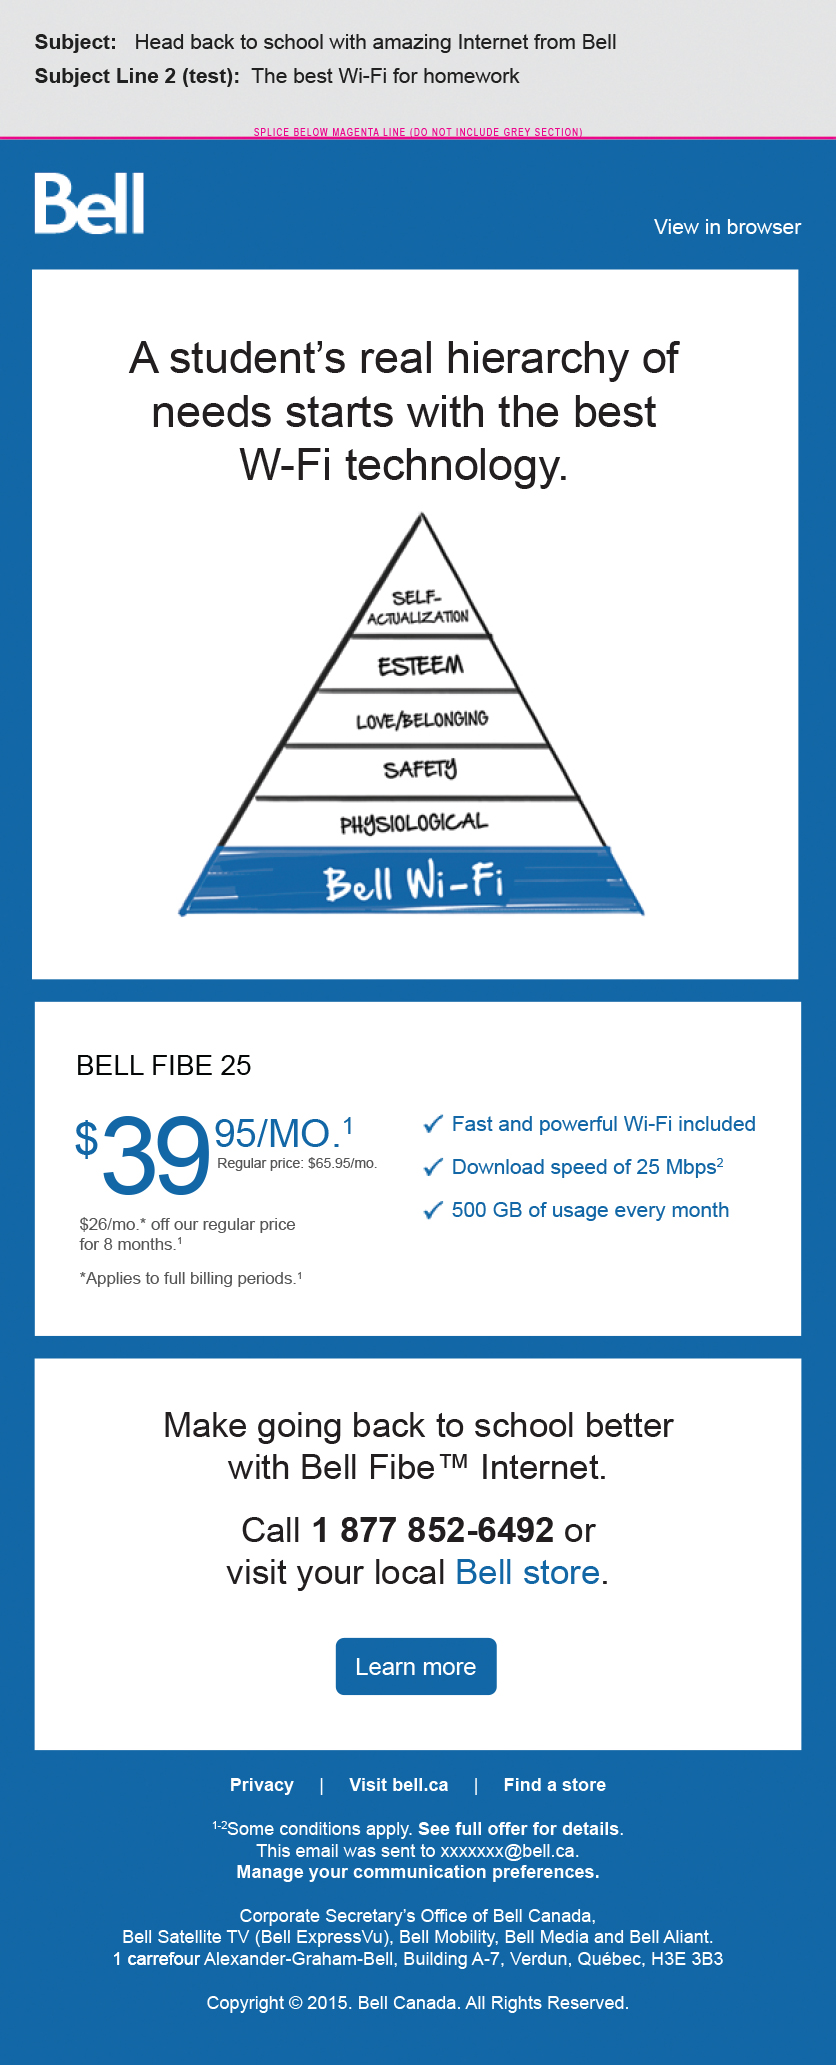 Subject: Head back to school with amazing Internet from Bell
Subject Line 2 (test): The best Wi-Fi for homework
SPLICE BELOW MAGENTA LINE (DO NOT INCLUDE GREY SECTION)
Bell
View in browser
A student's real hierarchy of
needs starts with the best
W-Fi technology.
SELF-
ACTUALIZATION
ESTEEM
LOVE/BELONGING
SAFETY
PHYSIOLOGICAL
Bell Wi-Fi
BELL FIBE 25
$39 95/MO.¹
Regular price: $65.95/mo.
$26/mo.* off our regular price
for 8 months.¹
*Applies to full billing periods.¹
✓ Fast and powerful Wi-Fi included
✓ Download speed of 25 Mbps²
✓ 500 GB of usage every month
Make going back to school better
with Bell Fibe™ Internet.
Call 1 877 852-6492 or
visit your local Bell store.
Learn more
Privacy | Visit bell.ca | Find a store
¹-²Some conditions apply. See full offer for details.
This email was sent to xxxxxxx@bell.ca.
Manage your communication preferences.
Corporate Secretary's Office of Bell Canada,
Bell Satellite TV (Bell ExpressVu), Bell Mobility, Bell Media and Bell Aliant.
1 carrefour Alexander-Graham-Bell, Building A-7, Verdun, Québec, H3E 3B3
Copyright © 2015. Bell Canada. All Rights Reserved.